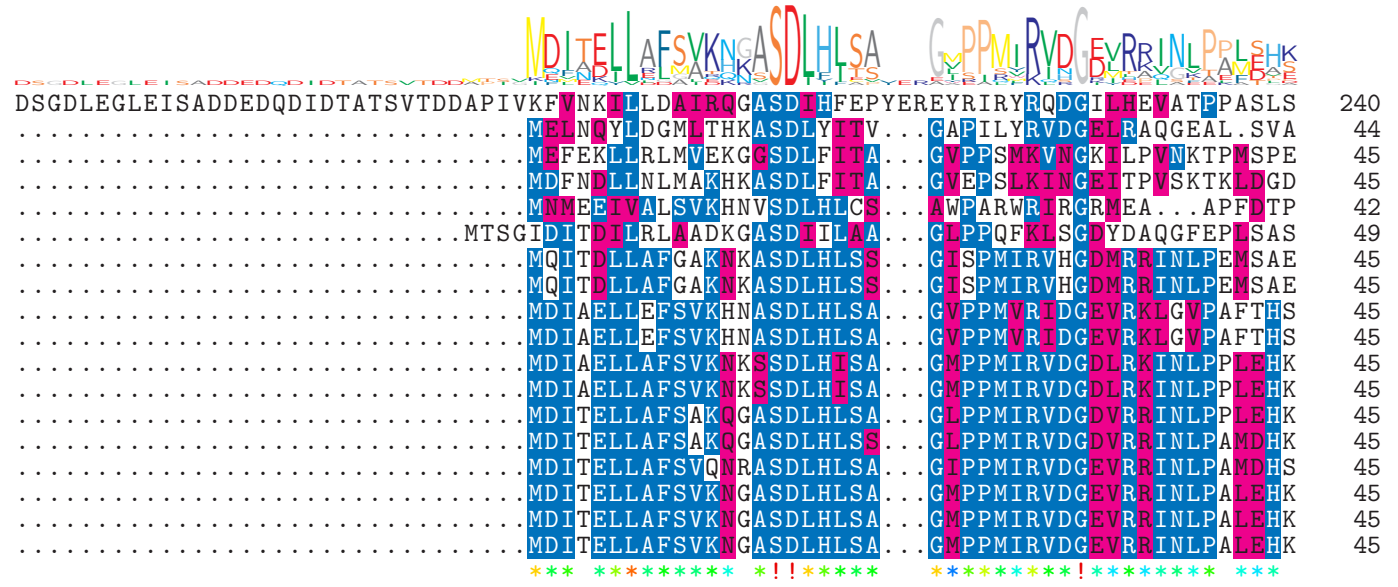 DSGDLEGLEISADDEDQDIDTATSVTDDAPIVKFVNKILLDAIRQGASDIHFEPYEREYRIRYRQDGILHEVATPPASLS 240
................................MELNQYLDGMLTHKASDLYITV...GAPILYRVDGELRAQGEAL.SVA 44
................................MEFEKLLRLMVEKGGSDLFITA...GVPPSMKVNGKILPVNKTPMSPE 45
................................MDFNDLLNLMAKHKASDLFITA...GVEPSLKINGEITPVSKTKLDGD 45
................................MNMEEIVALSVKHNVSDLHLCS...AWPARWRIRGRMEA...APFDTP 42
............................MTSGIDITDILRLAADKGASDIILAA...GLPPQFKLSGDYDAQGFEPLSAS 49
................................MQITDLLAFGAKNKASDLHLSS...GISPMIRVHGDMRRINLPEMSAE 45
................................MQITDLLAFGAKNKASDLHLSS...GISPMIRVHGDMRRINLPEMSAE 45
................................MDIAELLEFSVKHNASDLHLSA...GVPPMVRIDGEVRKLGVPAFTHS 45
................................MDIAELLEFSVKHNASDLHLSA...GVPPMVRIDGEVRKLGVPAFTHS 45
................................MDIAELLAFSVKNKSSDLHISA...GMPPMIRVDGDLRKINLPPLEHK 45
................................MDIAELLAFSVKNKSSDLHISA...GMPPMIRVDGDLRKINLPPLEHK 45
................................MDITELLAFSAKQGASDLHLSA...GLPPMIRVDGDVRRINLPPLEHK 45
................................MDITELLAFSAKQGASDLHLSS...GLPPMIRVDGDVRRINLPAMDHK 45
................................MDITELLAFSVQNRASDLHLSA...GIPPMIRVDGEVRRINLPAMDHS 45
................................MDITELLAFSVKNGASDLHLSA...GMPPMIRVDGEVRRINLPALEHK 45
................................MDITELLAFSVKNGASDLHLSA...GMPPMIRVDGEVRRINLPALEHK 45
................................MDITELLAFSVKNGASDLHLSA...GMPPMIRVDGEVRRINLPALEHK 45
*** ********* *!!***** *********!******** ***